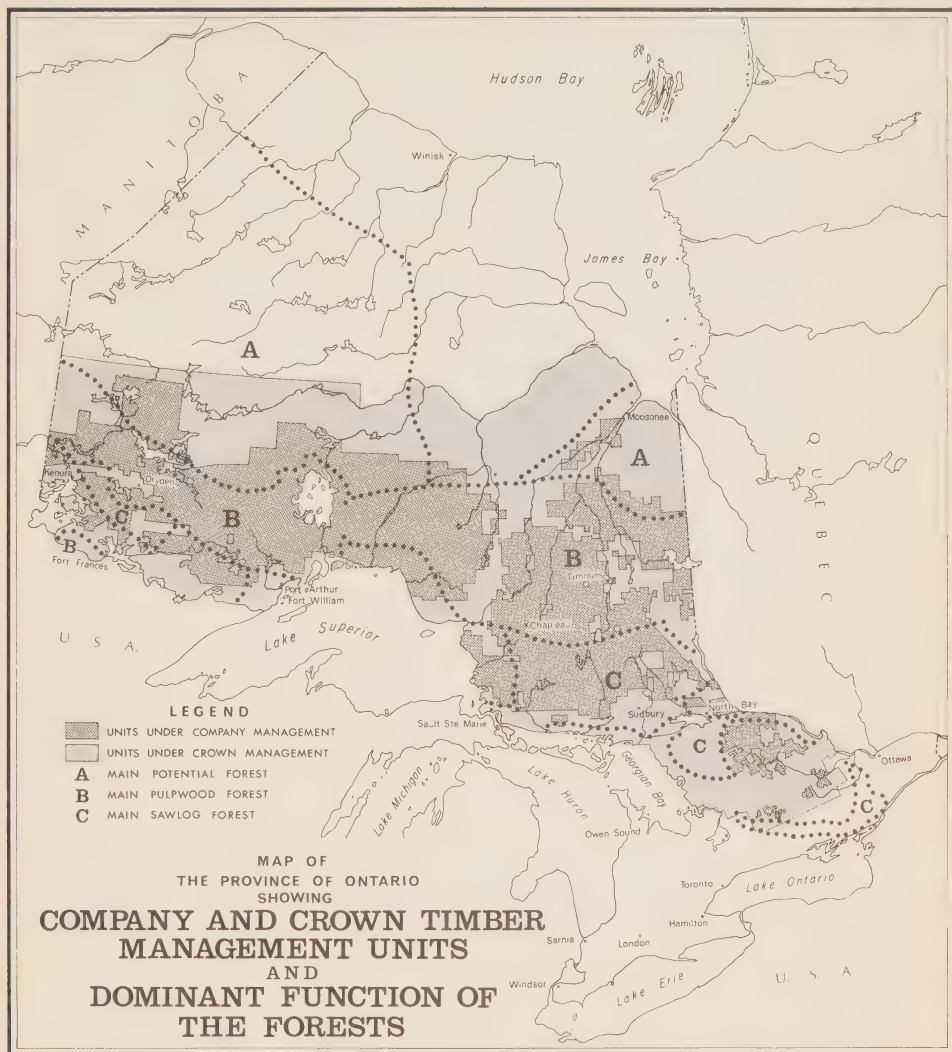 Hudson Bay
MANITOBA
Winisk
James Bay
A
Moosonee
A
QUEBEC
Kenora
Dryden
C
B
B
Fort Frances
B
Timmins
Port Arthur
Fort William
Chapleau
Lake Superior
U. S. A.
C
Sault Ste Marie
Sudbury
North Bay
C
Ottawa
C
LEGEND
UNITS UNDER COMPANY MANAGEMENT
UNITS UNDER CROWN MANAGEMENT
A MAIN POTENTIAL FOREST
B MAIN PULPWOOD FOREST
C MAIN SAWLOG FOREST
Lake Michigan
Lake Huron
Georgian Bay
Owen Sound
Toronto
Lake Ontario
Hamilton
Sarnia
London
Windsor
Lake Erie
U. S. A
MAP OF
THE PROVINCE OF ONTARIO
SHOWING
COMPANY AND CROWN TIMBER
MANAGEMENT UNITS
AND
DOMINANT FUNCTION OF
THE FORESTS